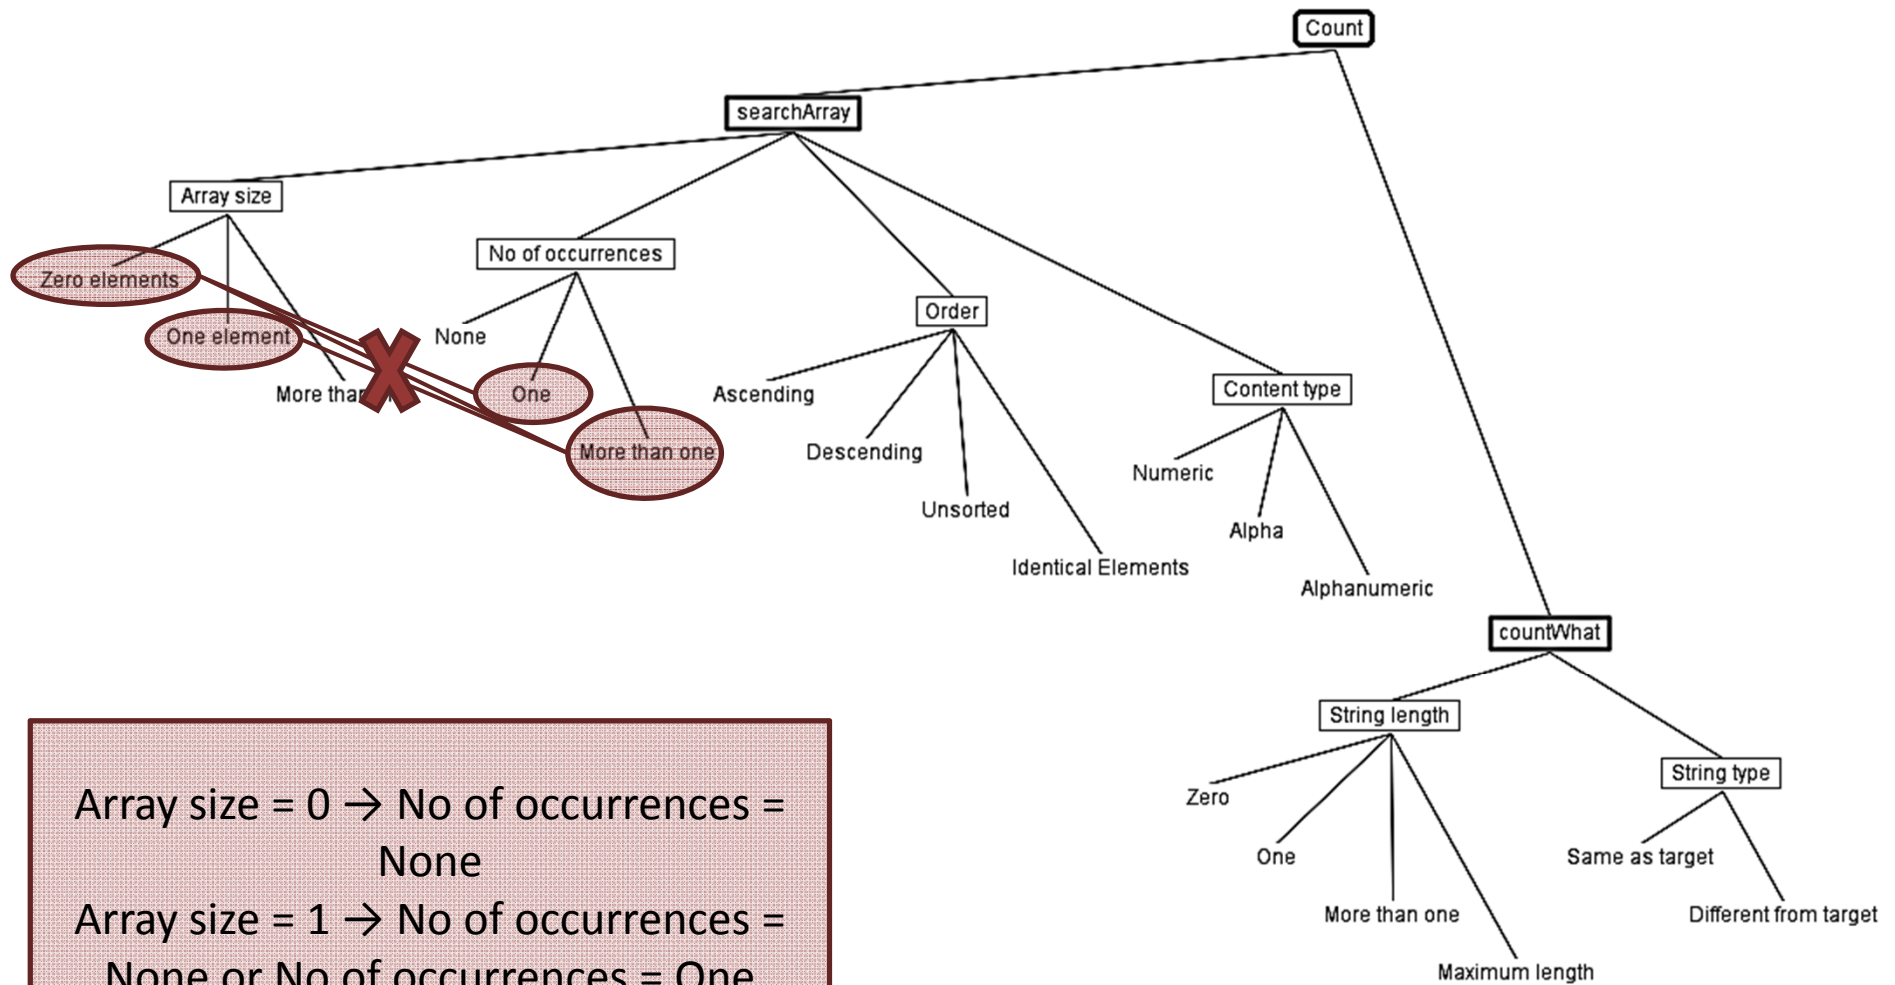 Count
searchArray
Array size
Zero elements
One element
More than
No of occurrences
None
One
More than one
Order
Ascending
Descending
Unsorted
Identical Elements
Content type
Numeric
Alpha
Alphanumeric
countWhat
String length
Zero
One
More than one
Maximum length
String type
Same as target
Different from target
Array size = 0 → No of occurrences =
None
Array size = 1 → No of occurrences =
None or No of occurrences = One